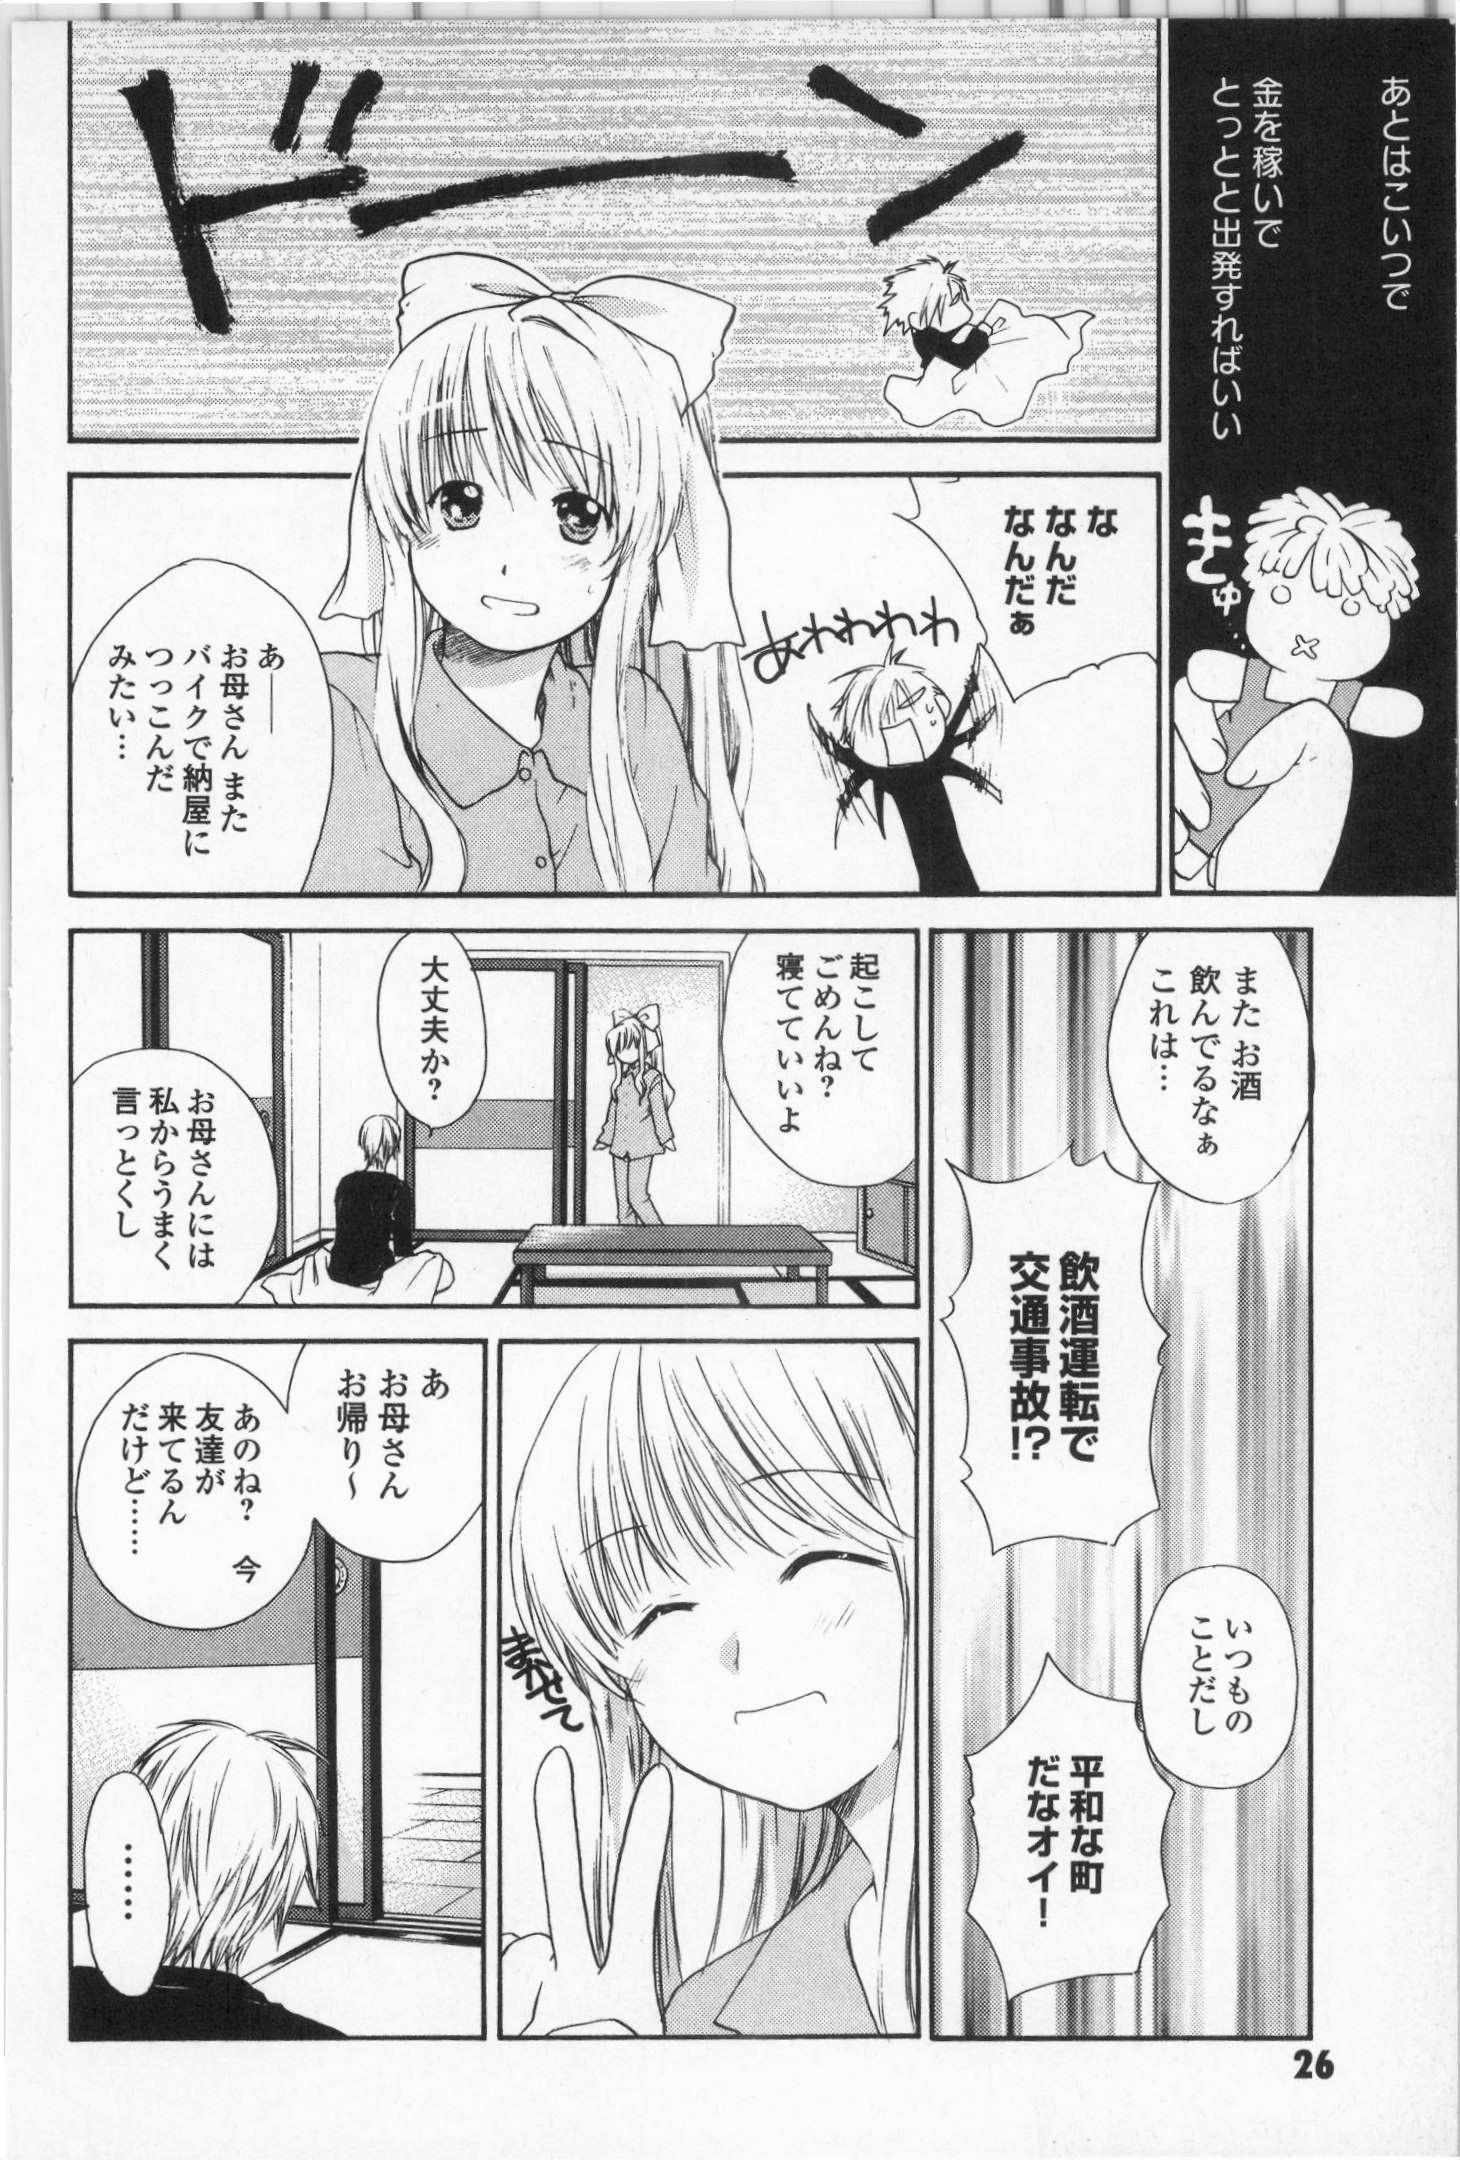 あとはこいつで
金を稼いで
とっとと出発すればいい
きゅ
ドーン
な
なんだ
なんだぁ
あわわわわ
あ――
お母さん また
バイクで納屋に
つっこんだ
みたい…
また お酒
飲んでるなぁ
これは…
飲酒運転で
交通事故!?
いつもの
ことだし
平和な町
だなオイ!
起こして
ごめんね?
寝てていいよ
大丈夫か?
お母さんには
私からうまく
言っとくし
まかせて
あ
お母さん
お帰り～
あのね? 今
友達が
来てるん
だけど……
……
26